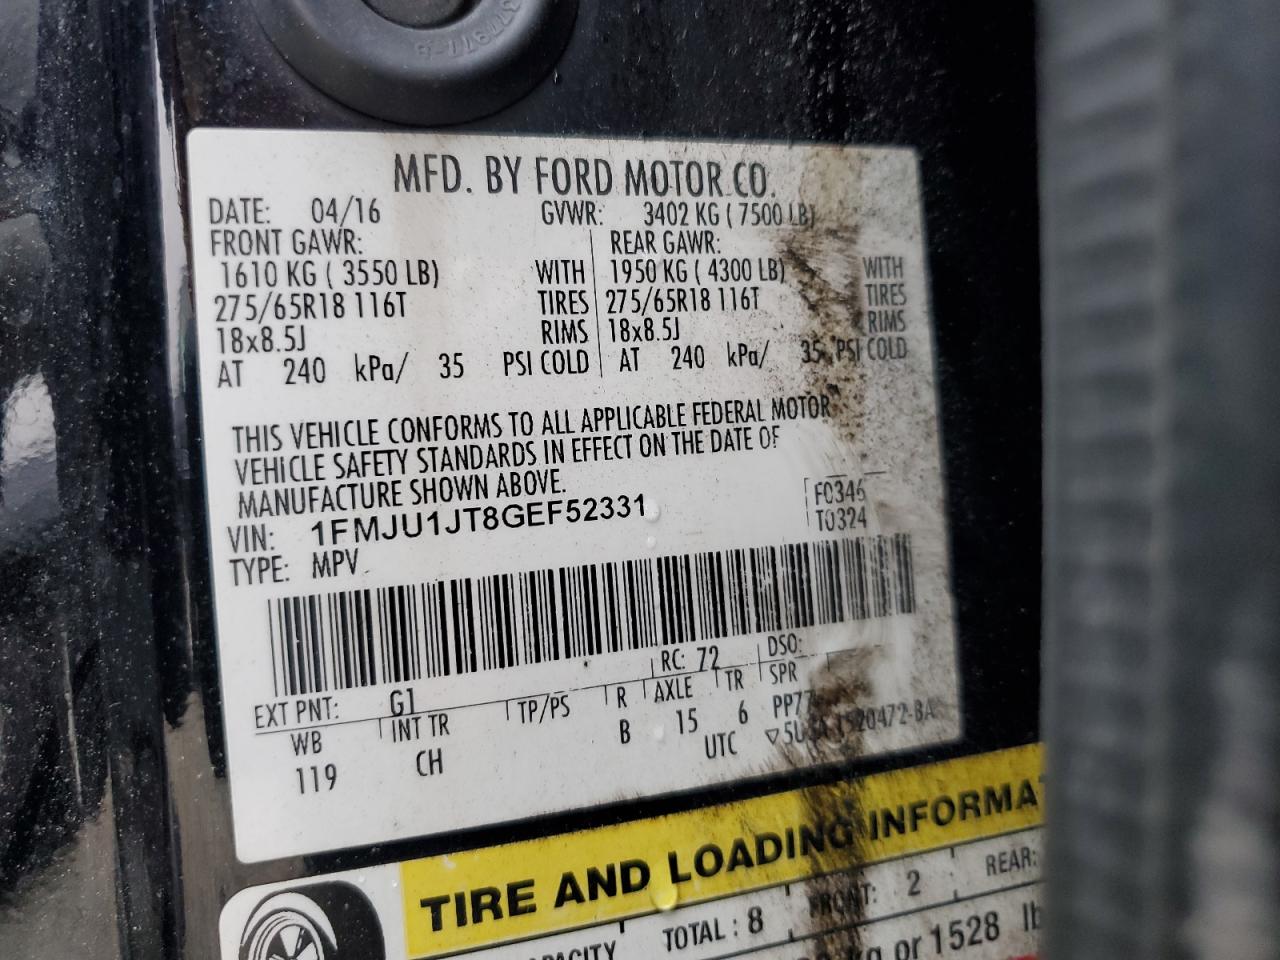 MFD. BY FORD MOTOR CO.
DATE: 04/16 GVWR: 3402 KG ( 7500 LB)
FRONT GAWR: REAR GAWR:
1610 KG ( 3550 LB) WITH 1950 KG ( 4300 LB) WITH
275/65R18 116T TIRES 275/65R18 116T TIRES
18x8.5J RIMS 18x8.5J RIMS
AT 240 kPa/ 35 PSI COLD AT 240 kPa/ 35 PSI COLD
THIS VEHICLE CONFORMS TO ALL APPLICABLE FEDERAL MOTOR
VEHICLE SAFETY STANDARDS IN EFFECT ON THE DATE OF
MANUFACTURE SHOWN ABOVE.
VIN: 1FMJU1JT8GEF52331 F0346
TYPE: MPV T0324
EXT PNT: G1 RC: 72 DSO:
WB INT TR TP/PS R AXLE TR SPR
119 CH B 15 6 PP77
UTC
TIRE AND LOADING INFORMA
TOTAL : 8 FRONT: 2 REAR:
kg or 1528 lb